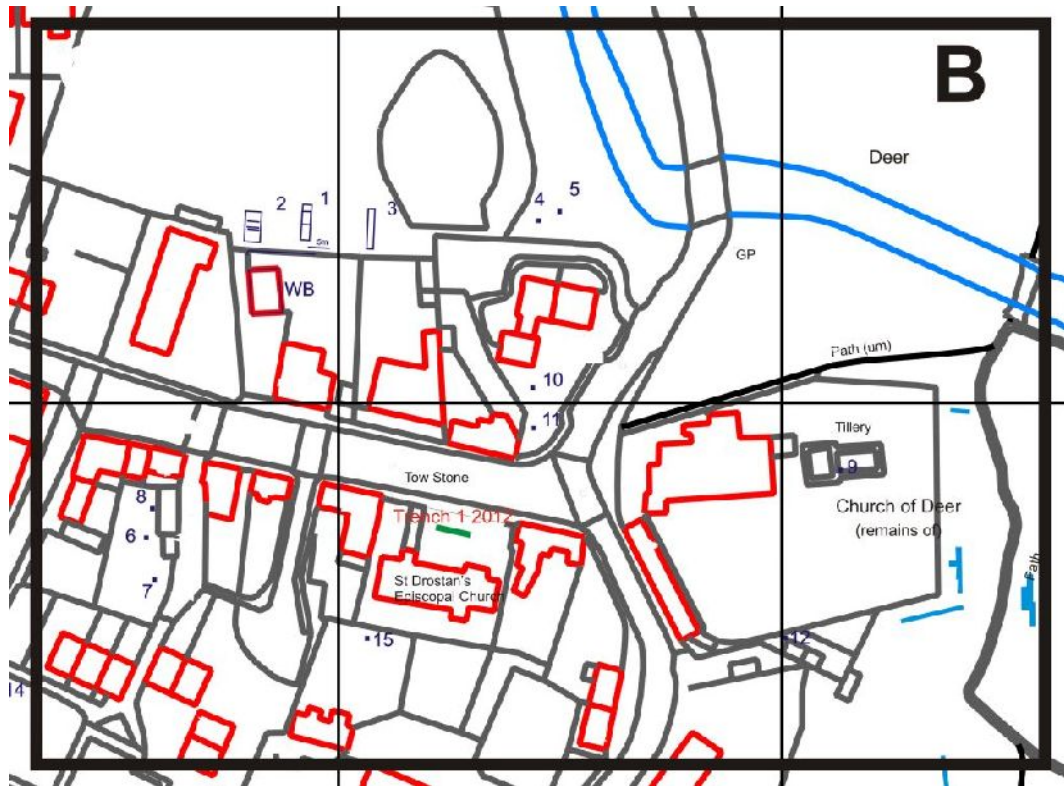 B
Deer
2
1
3
4
5
5m
GP
WB
Path (um)
10
11
Tillery
9
Tow Stone
Church of Deer
(remains of)
8
Trench 1 2012
6
Path
7
St Drostan's
Episcopal Church
15
12
14